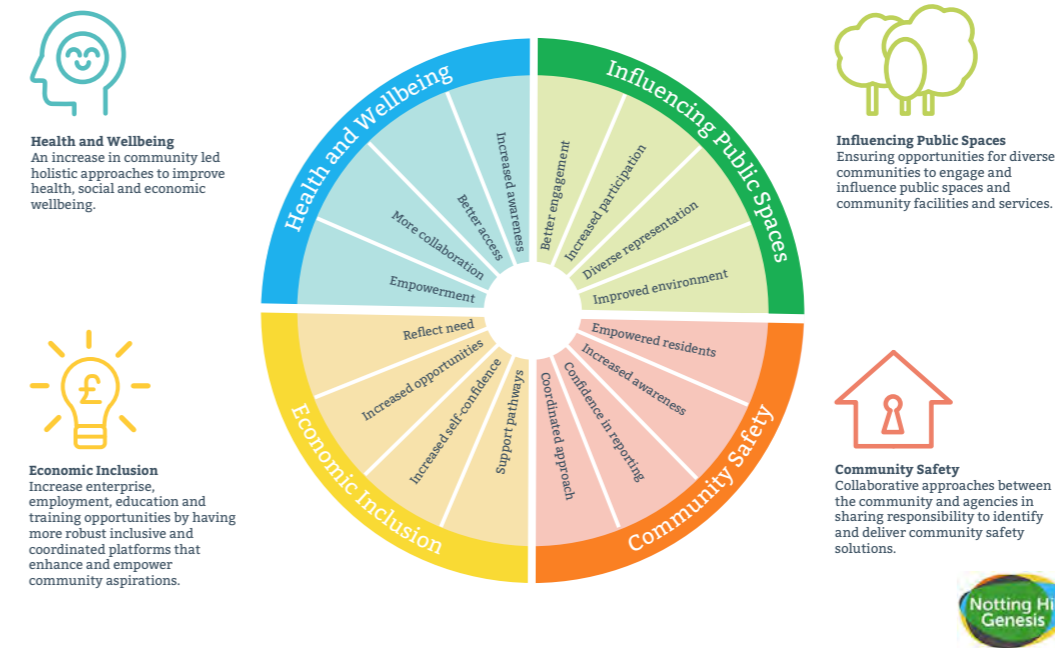 Health and Wellbeing
An increase in community led
holistic approaches to improve
health, social and economic
wellbeing.
Health and Wellbeing
Empowerment
More collaboration
Better access
Increased awareness
Influencing Public Spaces
Better engagement
Increased participation
Diverse representation
Improved environment
Influencing Public Spaces
Ensuring opportunities for diverse
communities to engage and
influence public spaces and
community facilities and services.
£
Economic Inclusion
Increase enterprise,
employment, education and
training opportunities by having
more robust inclusive and
coordinated platforms that
enhance and empower
community aspirations.
Economic Inclusion
Reflect need
Increased opportunities
Increased self-confidence
Support pathways
Community Safety
Empowered residents
Increased awareness
Confidence in reporting
Coordinated approach
Community Safety
Collaborative approaches between
the community and agencies in
sharing responsibility to identify
and deliver community safety
solutions.
Notting Hi
Genesis